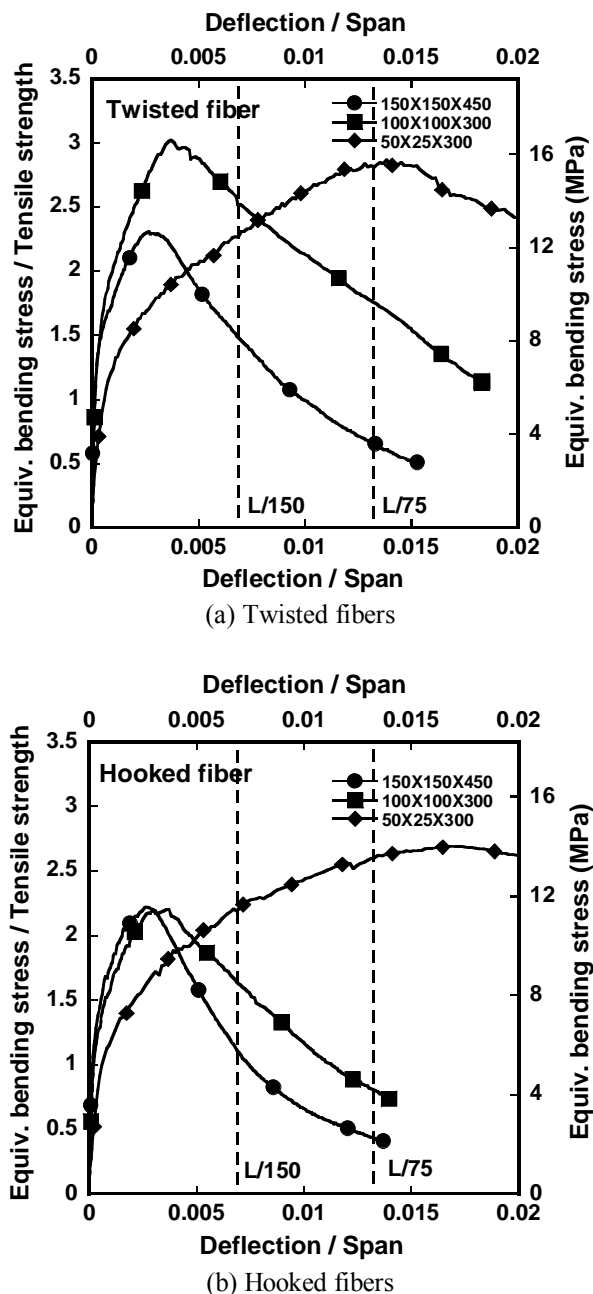 Deflection / Span
0 0.005 0.01 0.015 0.02
Equiv. bending stress / Tensile strength
3.5
3
2.5
2
1.5
1
0.5
0
Twisted fiber
150X150X450
100X100X300
50X25X300
L/150
L/75
16
12
8
4
0
Equiv. bending stress (MPa)
0 0.005 0.01 0.015 0.02
Deflection / Span
(a) Twisted fibers
Deflection / Span
0 0.005 0.01 0.015 0.02
Equiv. bending stress / Tensile strength
3.5
3
2.5
2
1.5
1
0.5
0
Hooked fiber
150X150X450
100X100X300
50X25X300
L/150
L/75
16
12
8
4
0
Equiv. bending stress (MPa)
0 0.005 0.01 0.015 0.02
Deflection / Span
(b) Hooked fibers